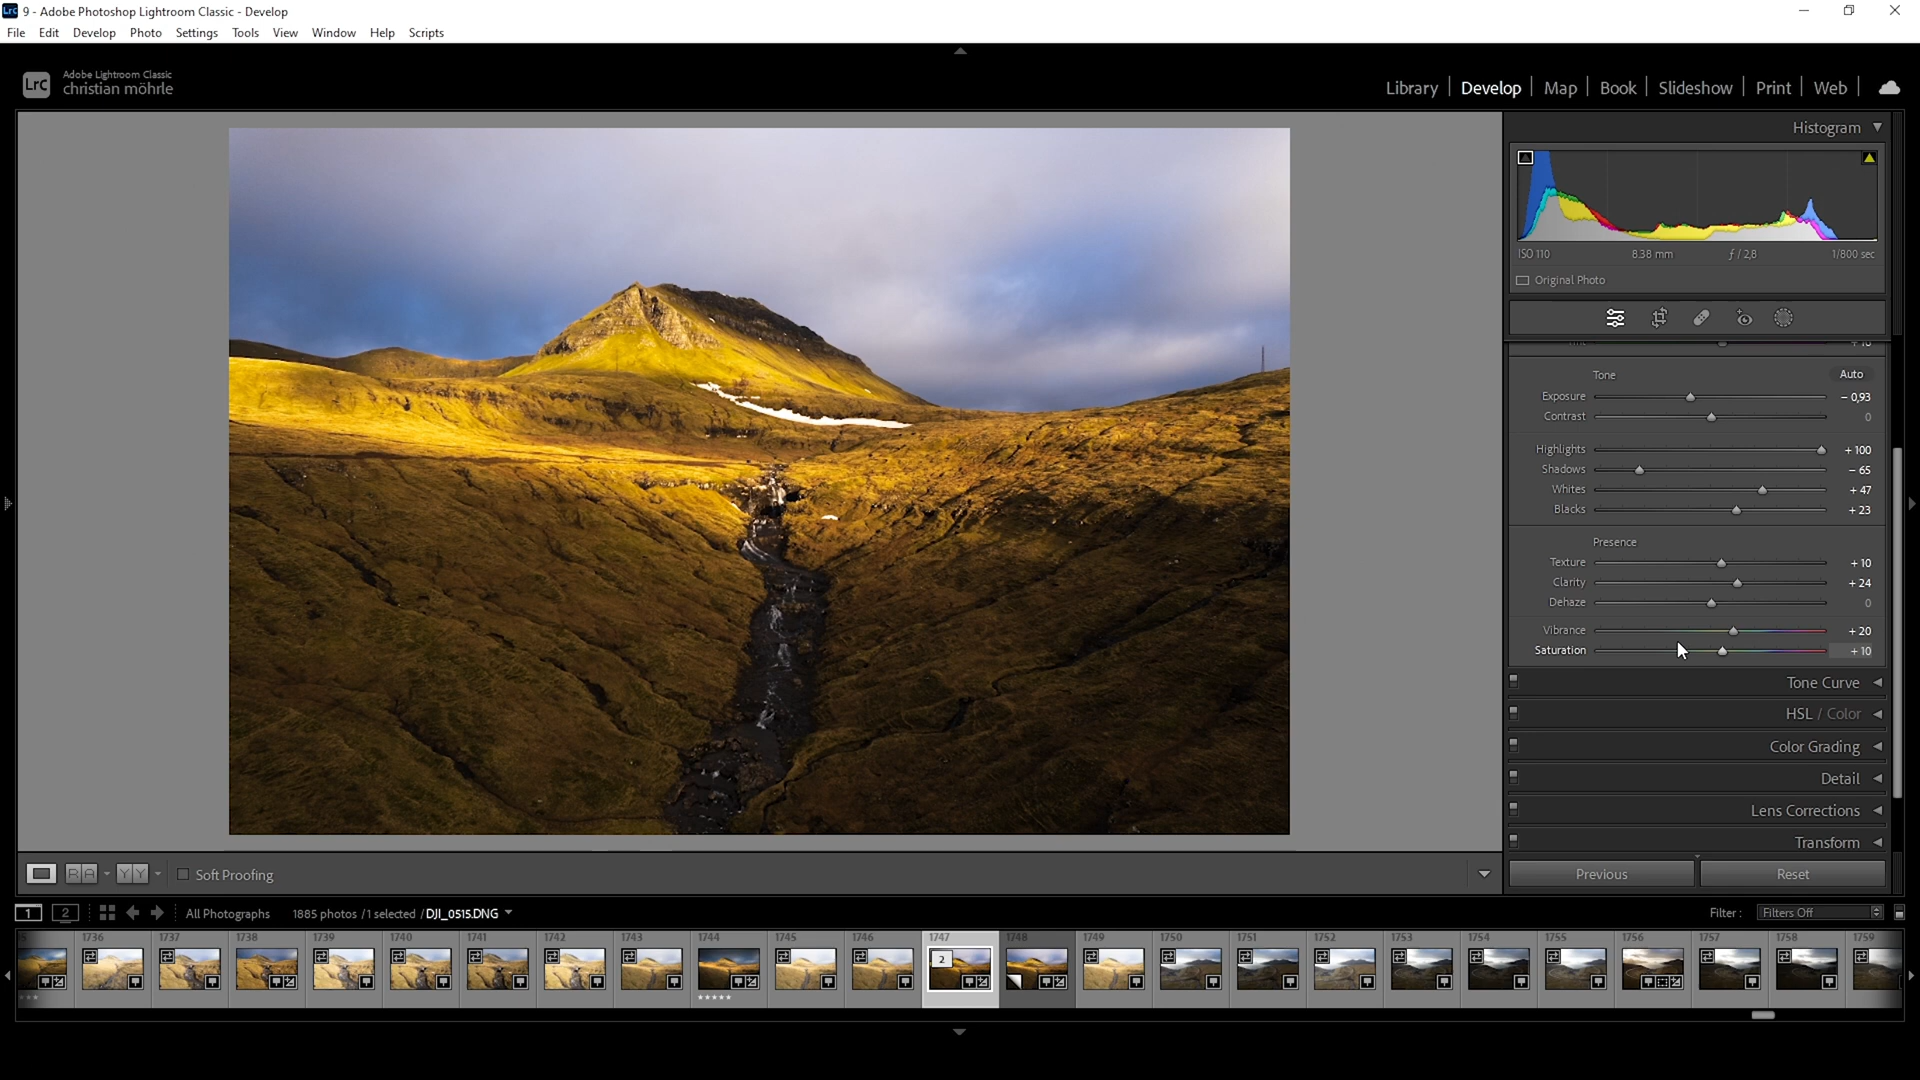 Lrc 9 - Adobe Photoshop Lightroom Classic - Develop
File Edit Develop Photo Settings Tools View Window Help Scripts
Lrc Adobe Lightroom Classic
christian möhrle
Library Develop Map Book Slideshow Print Web
Histogram
ISO 110 8.38 mm ƒ / 2,8 1/800 sec
Original Photo
Tone Auto
Exposure - 0,93
Contrast 0
Highlights + 100
Shadows - 65
Whites + 47
Blacks + 23
Presence
Texture + 10
Clarity + 24
Dehaze 0
Vibrance + 20
Saturation + 10
Tone Curve
HSL / Color
Color Grading
Detail
Lens Corrections
Transform
R A Y Y Soft Proofing
Previous Reset
1 2 All Photographs 1885 photos / 1 selected / DJI_0515.DNG Filter : Filters Off
1736 1737 1738 1739 1740 1741 1742 1743 1744 1745 1746 1747 1748 1749 1750 1751 1752 1753 1754 1755 1756 1757 1758 1759
2